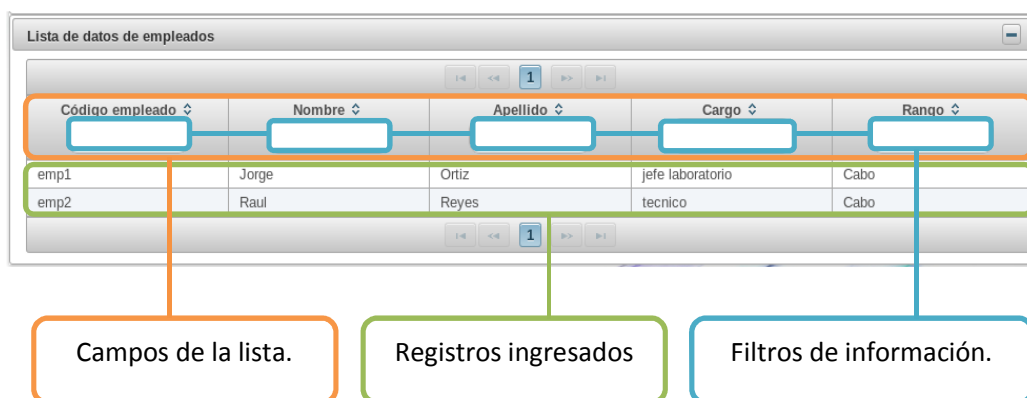 Lista de datos de empleados
1
Código empleado Nombre Apellido Cargo Rango
emp1 Jorge Ortiz jefe laboratorio Cabo
emp2 Raul Reyes tecnico Cabo
1
Campos de la lista. Registros ingresados Filtros de información.